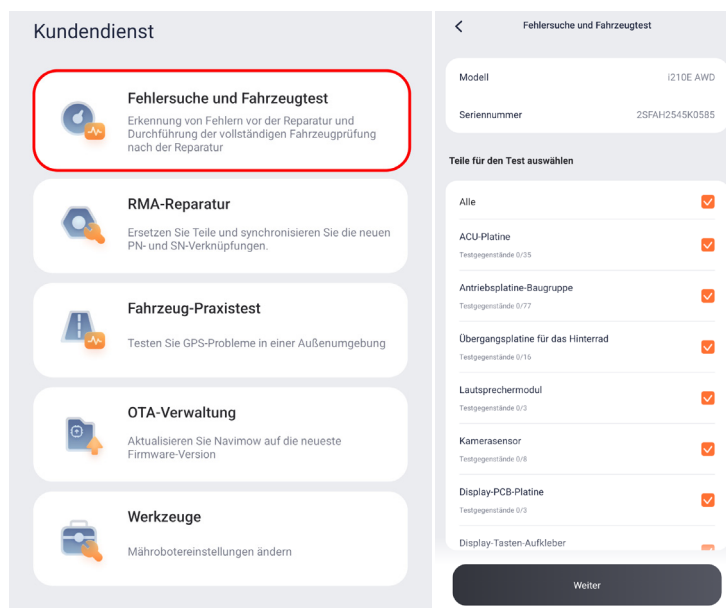 Kundendienst
Fehlersuche und Fahrzeugtest
Erkennung von Fehlern vor der Reparatur und
Durchführung der vollständigen Fahrzeugprüfung
nach der Reparatur
RMA-Reparatur
Ersetzen Sie Teile und synchronisieren Sie die neuen
PN- und SN-Verknüpfungen.
Fahrzeug-Praxistest
Testen Sie GPS-Probleme in einer Außenumgebung
OTA-Verwaltung
Aktualisieren Sie Navimow auf die neueste
Firmware-Version
Werkzeuge
Mährobotereinstellungen ändern
Fehlersuche und Fahrzeugtest
Modell i210E AWD
Seriennummer 2SFAH2545K0585
Teile für den Test auswählen
Alle
ACU-Platine
Testgegenstände 0/35
Antriebsplatine-Baugruppe
Testgegenstände 0/77
Übergangsplatine für das Hinterrad
Testgegenstände 0/16
Lautsprechermodul
Testgegenstände 0/3
Kamerasensor
Testgegenstände 0/8
Display-PCB-Platine
Testgegenstände 0/3
Display-Tasten-Aufkleber
Weiter